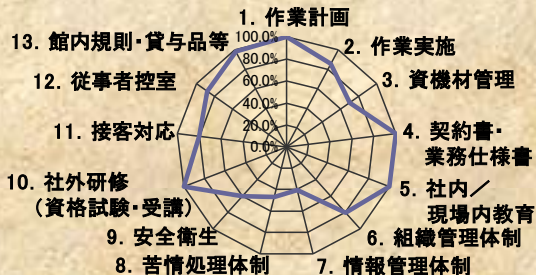 1. 作業計画
2. 作業実施
3. 資機材管理
4. 契約書・
業務仕様書
5. 社内／
現場内教育
6. 組織管理体制
7. 情報管理体制
8. 苦情処理体制
9. 安全衛生
10. 社外研修
(資格試験・受講)
11. 接客対応
12. 従事者控室
13. 館内規則・貸与品等
100.0%
80.0%
60.0%
40.0%
20.0%
0.0%